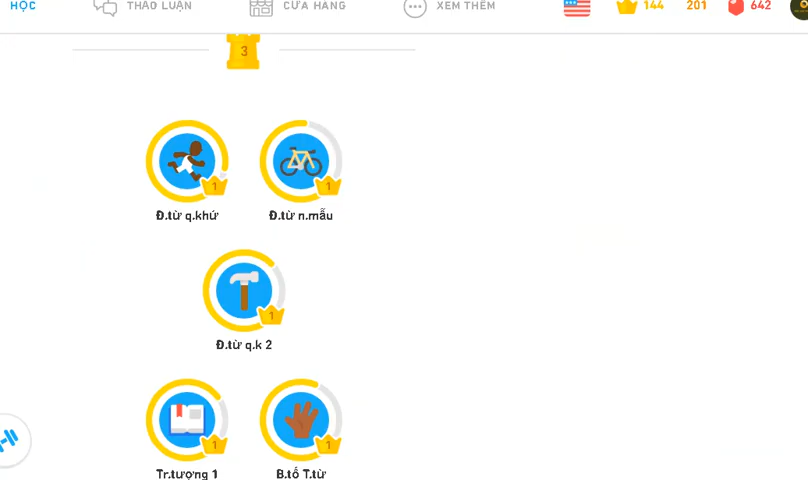 HỌC THẢO LUẬN CỬA HÀNG XEM THÊM 144 201 642
3
1 1
Đ.từ q.khứ Đ.từ n.mẫu
1
Đ.từ q.k 2
1 1
Tr.tượng 1 B.tố T.từ